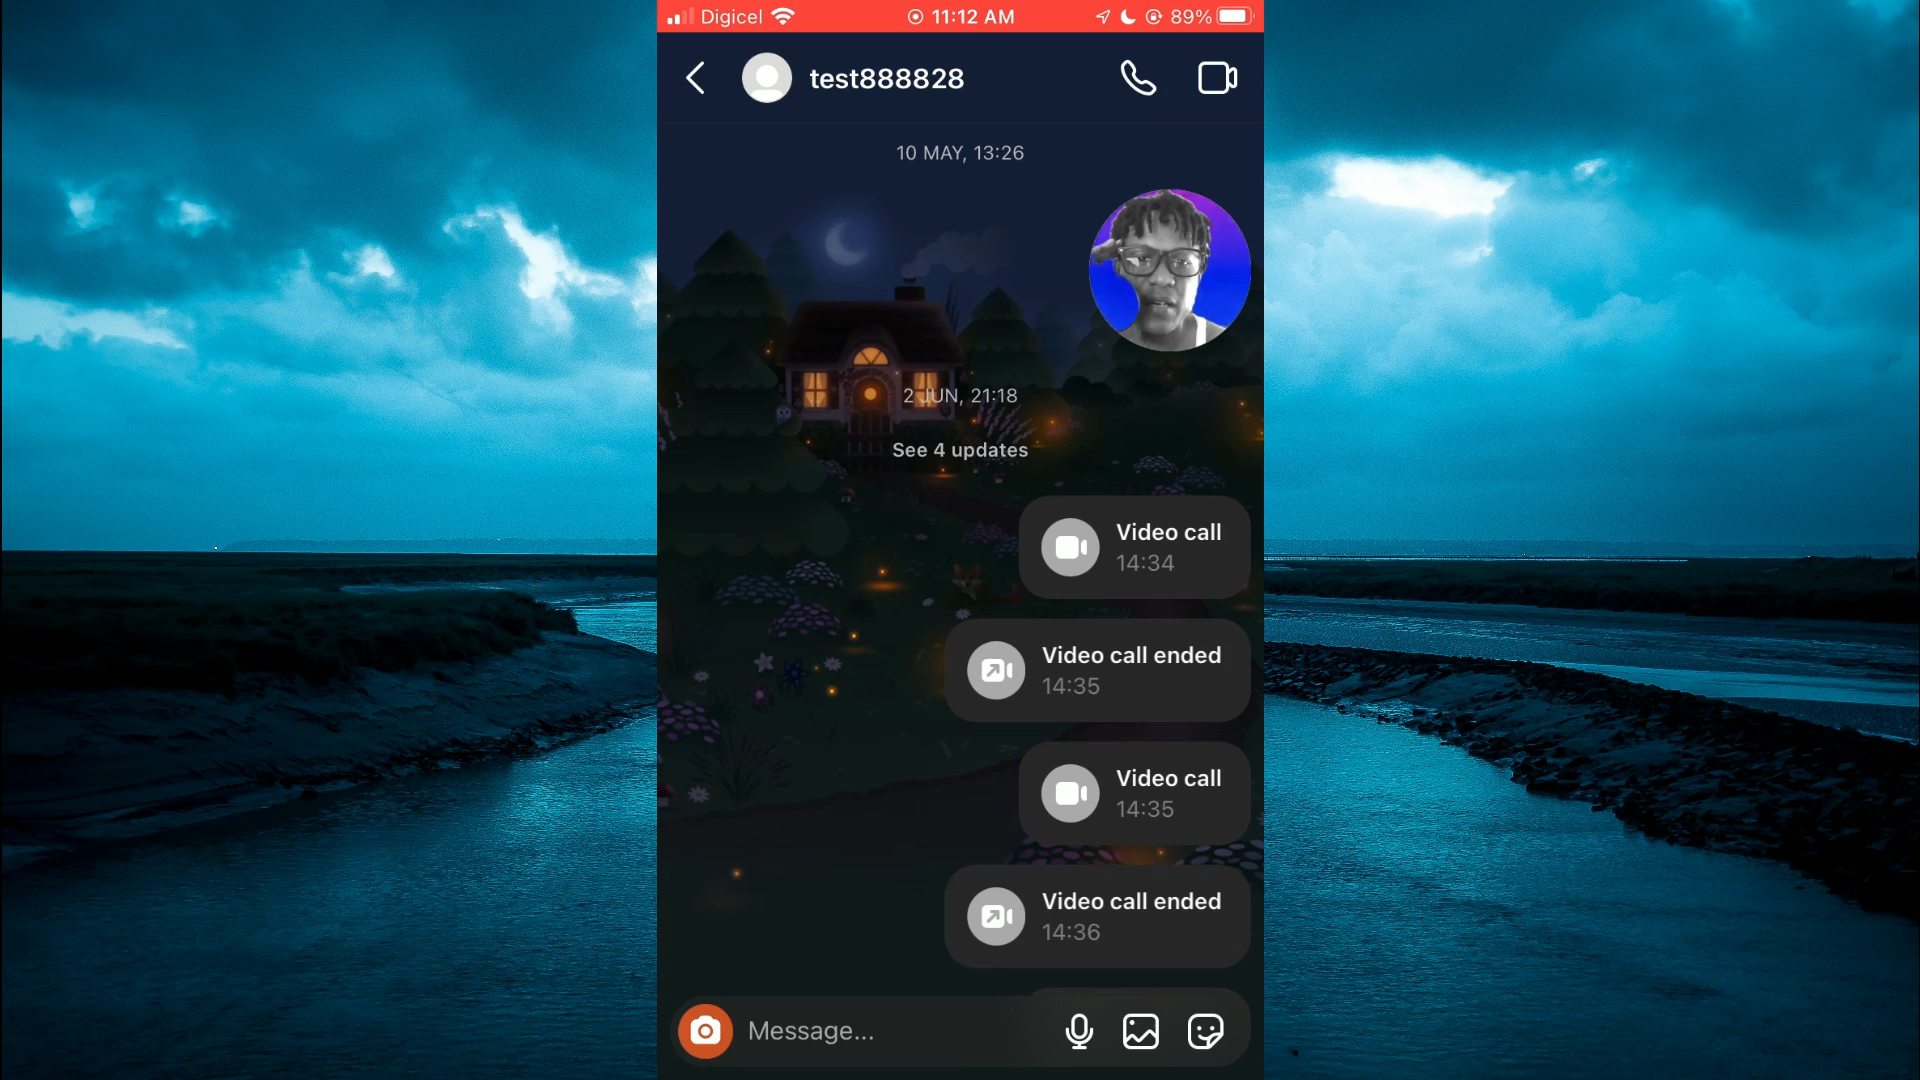 Digicel 11:12 AM 89%
test888828
10 MAY, 13:26
2 JUN, 21:18
See 4 updates
Video call
14:34
Video call ended
14:35
Video call
14:35
Video call ended
14:36
Message...